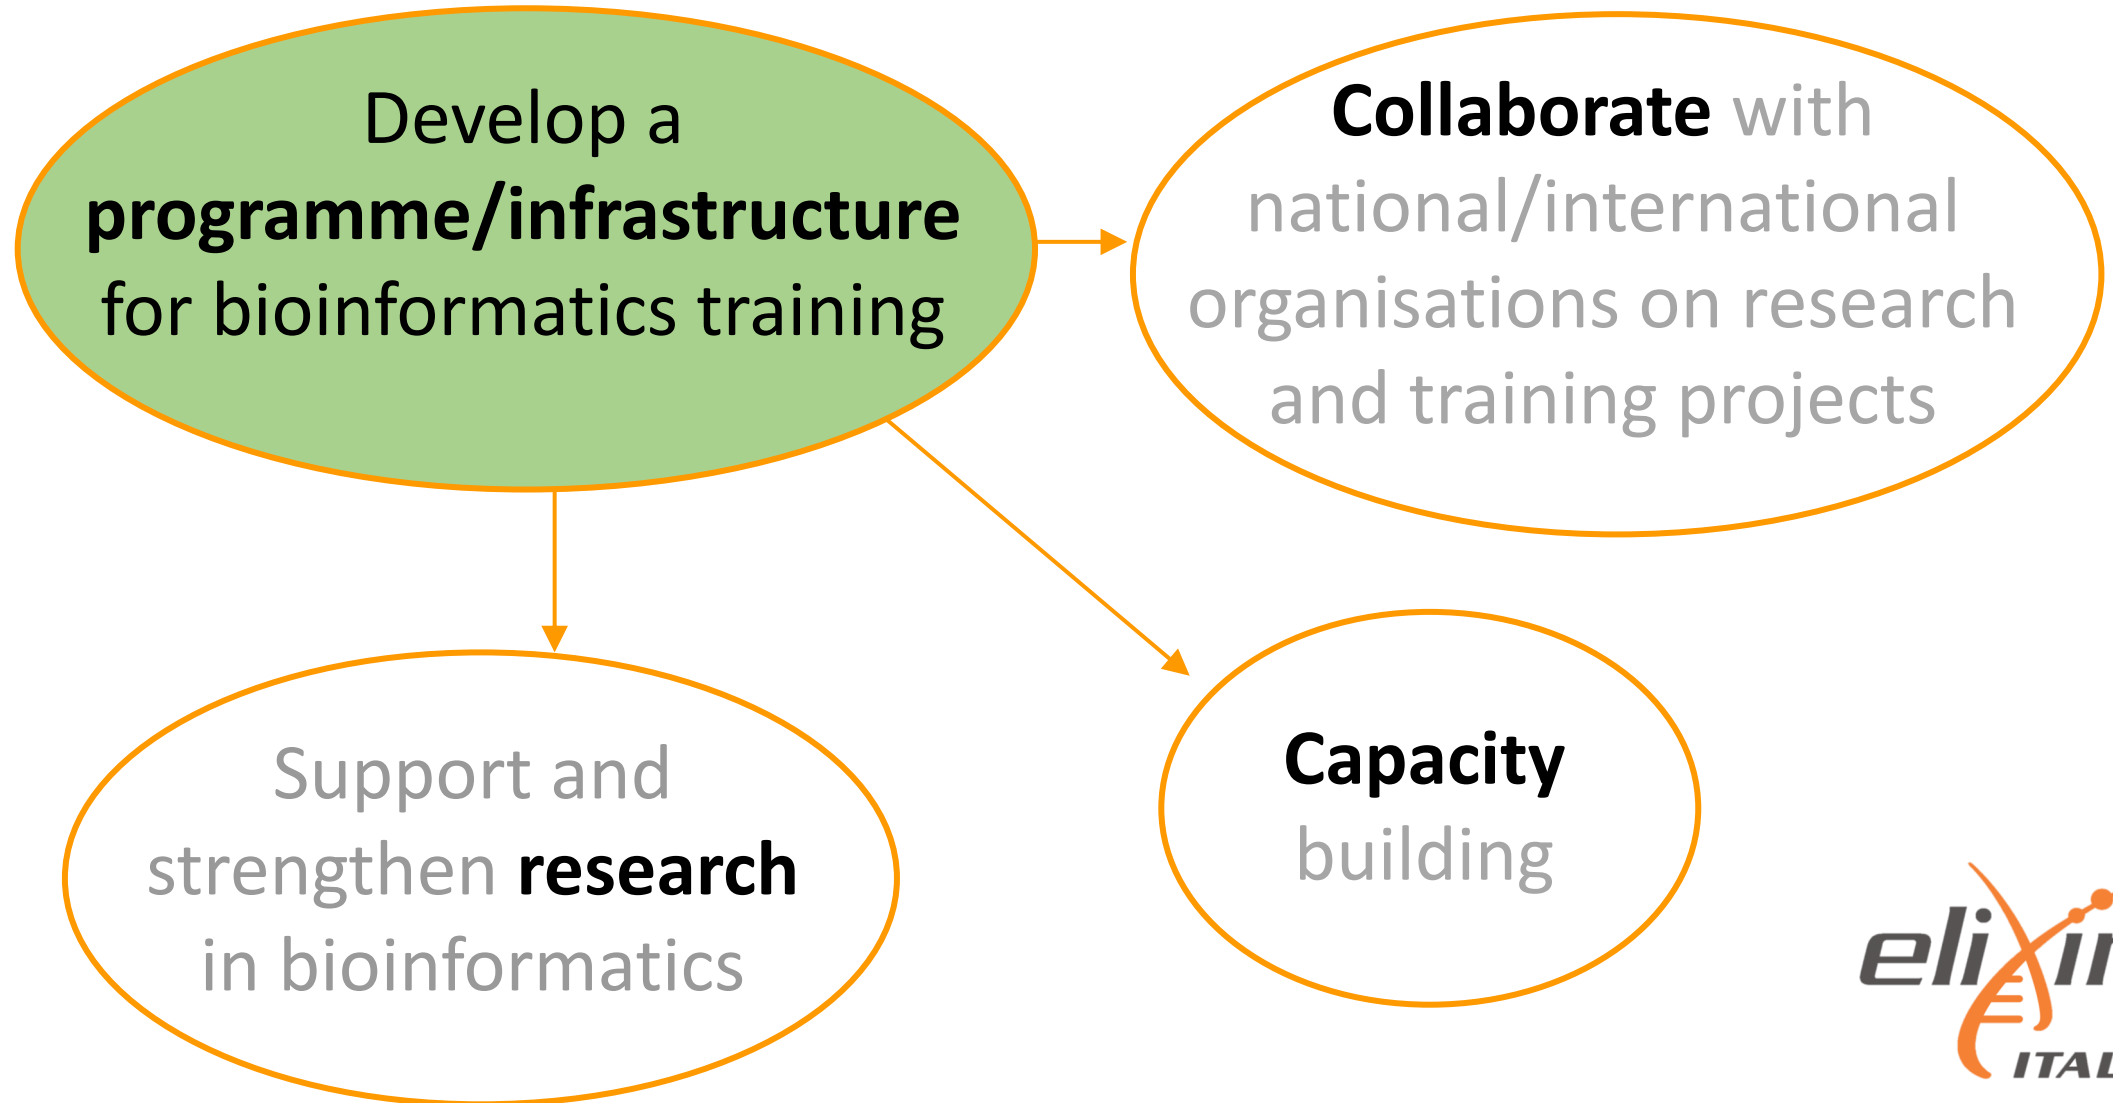 Develop a
programme/infrastructure
for bioinformatics training
Collaborate with
national/international
organisations on research
and training projects
Support and
strengthen research
in bioinformatics
Capacity
building
elixir